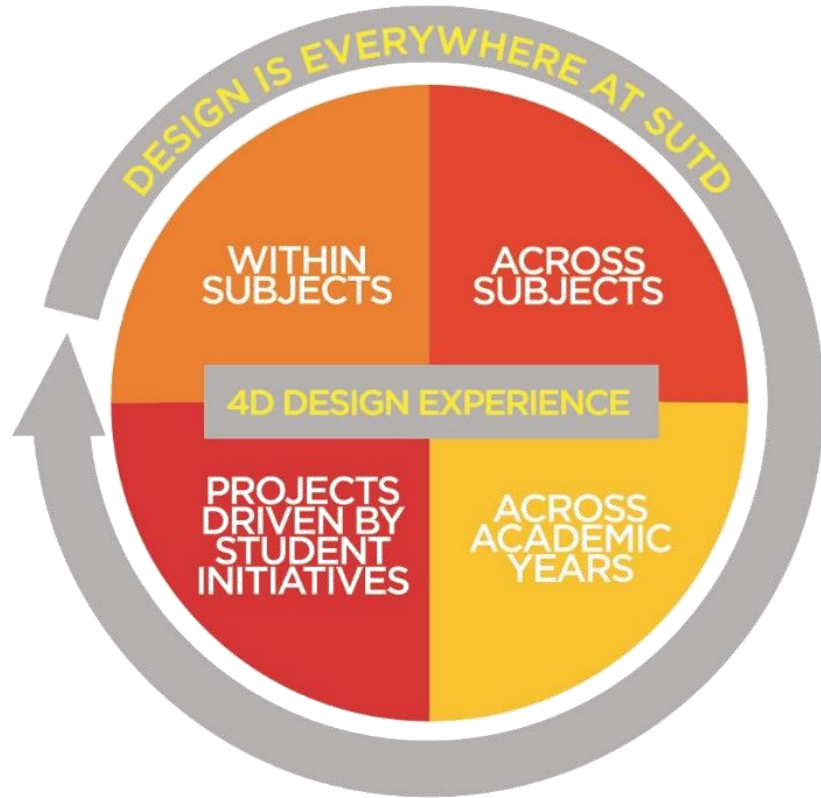 DESIGN IS EVERYWHERE AT SUTD
WITHIN
SUBJECTS
ACROSS
SUBJECTS
4D DESIGN EXPERIENCE
PROJECTS
DRIVEN BY
STUDENT
INITIATIVES
ACROSS
ACADEMIC
YEARS